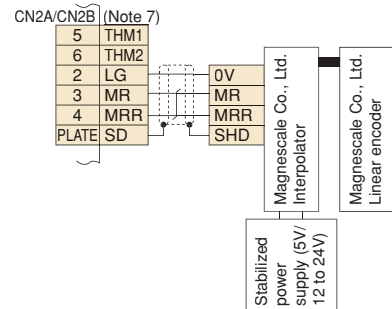 CN2A/CN2B (Note 7)
5 THM1
6 THM2
2 LG 0V
3 MR MR
4 MRR MRR
PLATE SD SHD
Magnescale Co., Ltd.
Interpolator
Magnescale Co., Ltd.
Linear encoder
Stabilized
power
supply (5V/
12 to 24V)